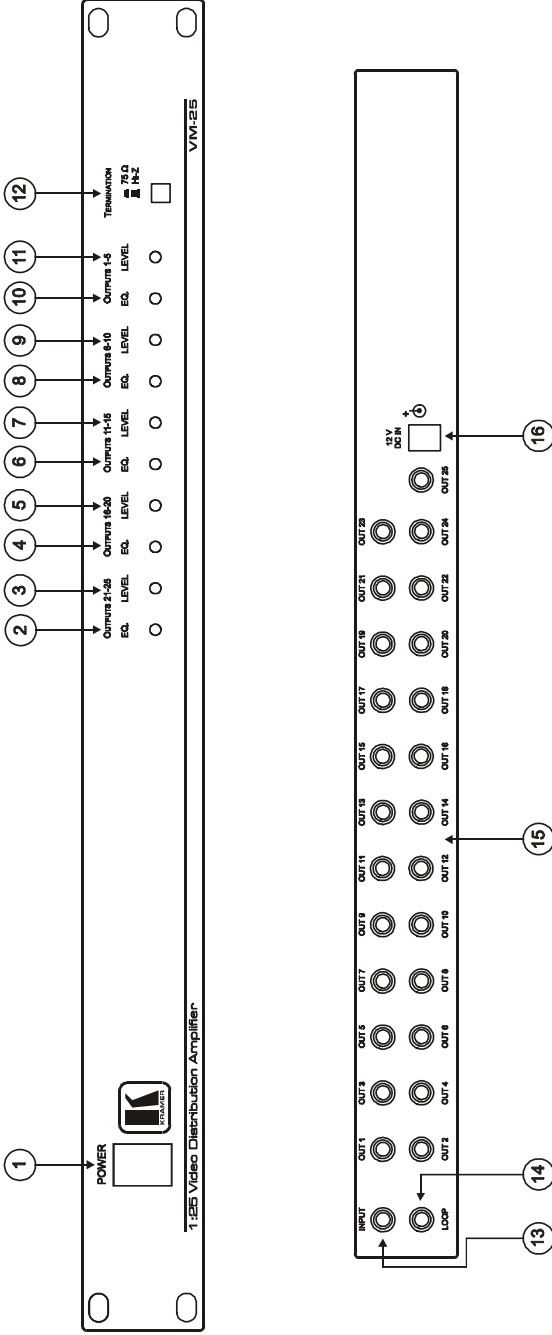 1 2 3 4 5 6 7 8 9 10 11 12
POWER
OUTPUTS 21-25 OUTPUTS 16-20 OUTPUTS 11-15 OUTPUTS 6-10 OUTPUTS 1-5 TERMINATION
EQ. LEVEL EQ. LEVEL EQ. LEVEL EQ. LEVEL EQ. LEVEL
75 Ω
Hi-Z
K
KRAMER
1:25 Video Distribution Amplifier
VM-25
INPUT OUT 1 OUT 3 OUT 5 OUT 7 OUT 9 OUT 11 OUT 13 OUT 15 OUT 17 OUT 19 OUT 21 OUT 23
12 V
DC IN
+
LOOP OUT 2 OUT 4 OUT 6 OUT 8 OUT 10 OUT 12 OUT 14 OUT 16 OUT 18 OUT 20 OUT 22 OUT 24 OUT 25
13 14 15 16